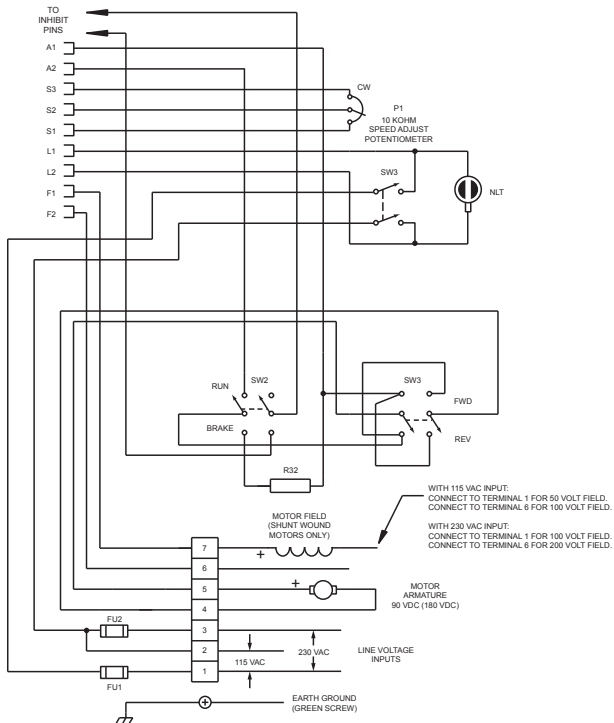 TO
INHIBIT
PINS
A1
A2
S3
S2
S1
L1
L2
F1
F2
CW
P1
10 KOHM
SPEED ADJUST
POTENTIOMETER
SW3
NLT
RUN
SW2
BRAKE
SW3
FWD
REV
R32
WITH 115 VAC INPUT:
CONNECT TO TERMINAL 1 FOR 50 VOLT FIELD.
CONNECT TO TERMINAL 6 FOR 100 VOLT FIELD.
WITH 230 VAC INPUT:
CONNECT TO TERMINAL 1 FOR 100 VOLT FIELD.
CONNECT TO TERMINAL 6 FOR 200 VOLT FIELD.
MOTOR FIELD
(SHUNT WOUND
MOTORS ONLY)
7
+
6
5
+
MOTOR
ARMATURE
90 VDC (180 VDC)
4
FU2
3
2
1
115 VAC
230 VAC
LINE VOLTAGE
INPUTS
FU1
EARTH GROUND
(GREEN SCREW)